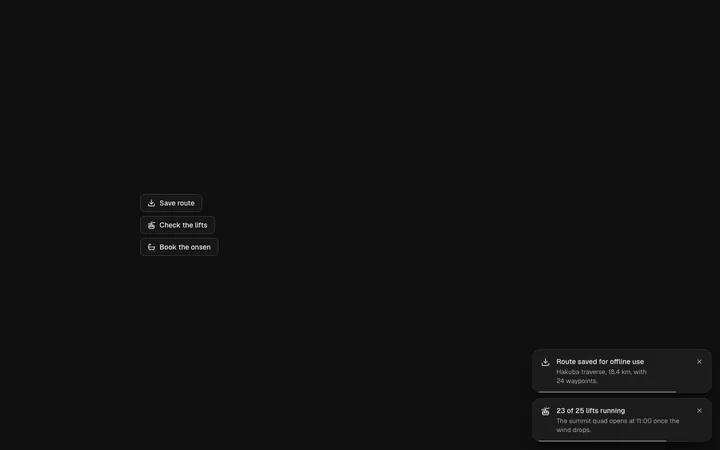 Save route
Check the lifts
Book the onsen
Route saved for offline use
Hakuba traverse, 18.4 km, with
24 waypoints.
23 of 25 lifts running
The summit quad opens at 11:00 once the
wind drops.